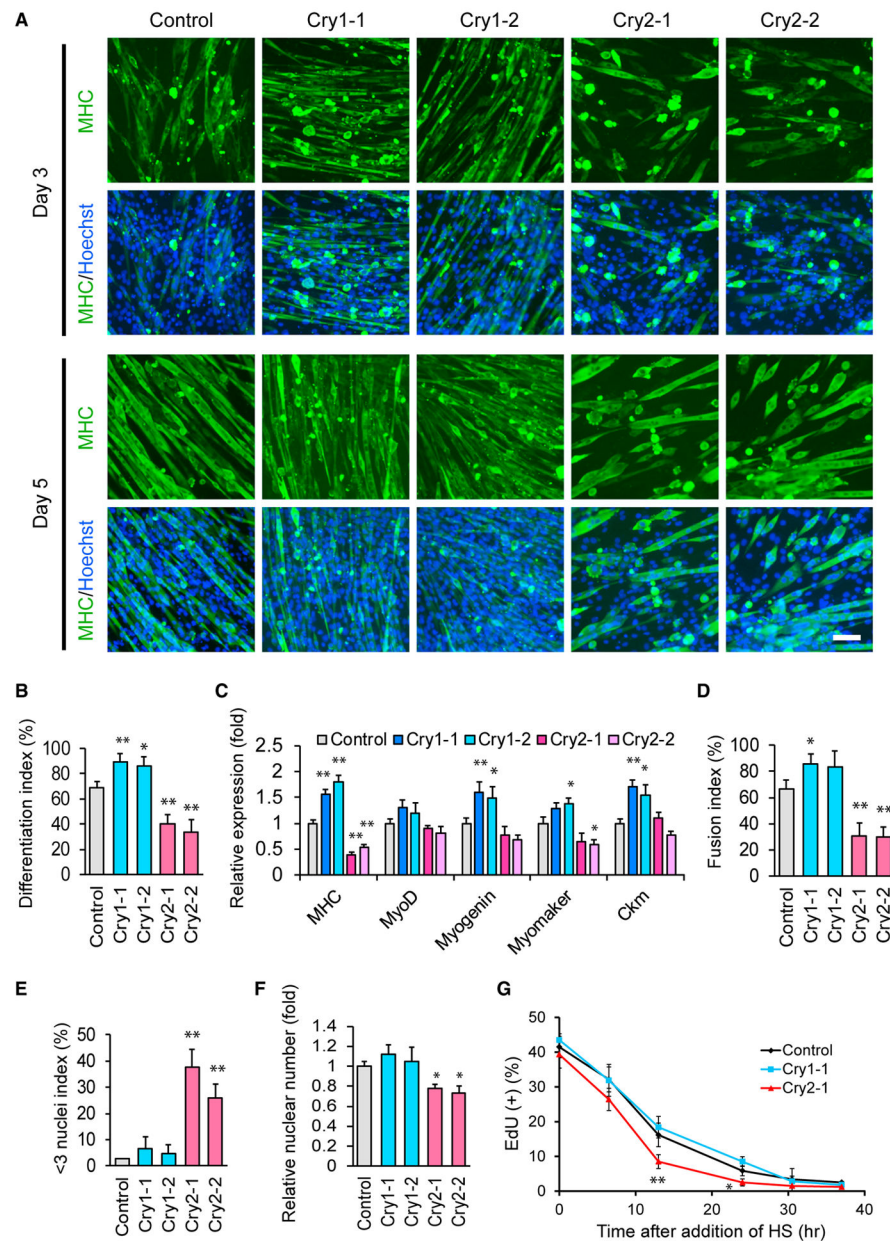 A
Control
Cry1-1
Cry1-2
Cry2-1
Cry2-2
Day 3
MHC
MHC/Hoechst
Day 5
MHC
MHC/Hoechst
B
Differentiation index (%)
100
80
60
40
20
0
**
*
**
**
Control
Cry1-1
Cry1-2
Cry2-1
Cry2-2
C
Relative expression (fold)
Control
Cry1-1
Cry1-2
Cry2-1
Cry2-2
2.5
2
1.5
1
0.5
0
**
**
**
**
**
*
*
*
**
*
MHC
MyoD
Myogenin
Myomaker
Ckm
D
Fusion index (%)
100
80
60
40
20
0
*
**
**
Control
Cry1-1
Cry1-2
Cry2-1
Cry2-2
E
<3 nuclei index (%)
50
40
30
20
10
0
**
**
Control
Cry1-1
Cry1-2
Cry2-1
Cry2-2
F
Relative nuclear number (fold)
1.4
1.2
1
0.8
0.6
0.4
0.2
0
*
*
Control
Cry1-1
Cry1-2
Cry2-1
Cry2-2
G
EdU (+) (%)
50
40
30
20
10
0
Control
Cry1-1
Cry2-1
**
*
0
20
30
40
Time after addition of HS (hr)